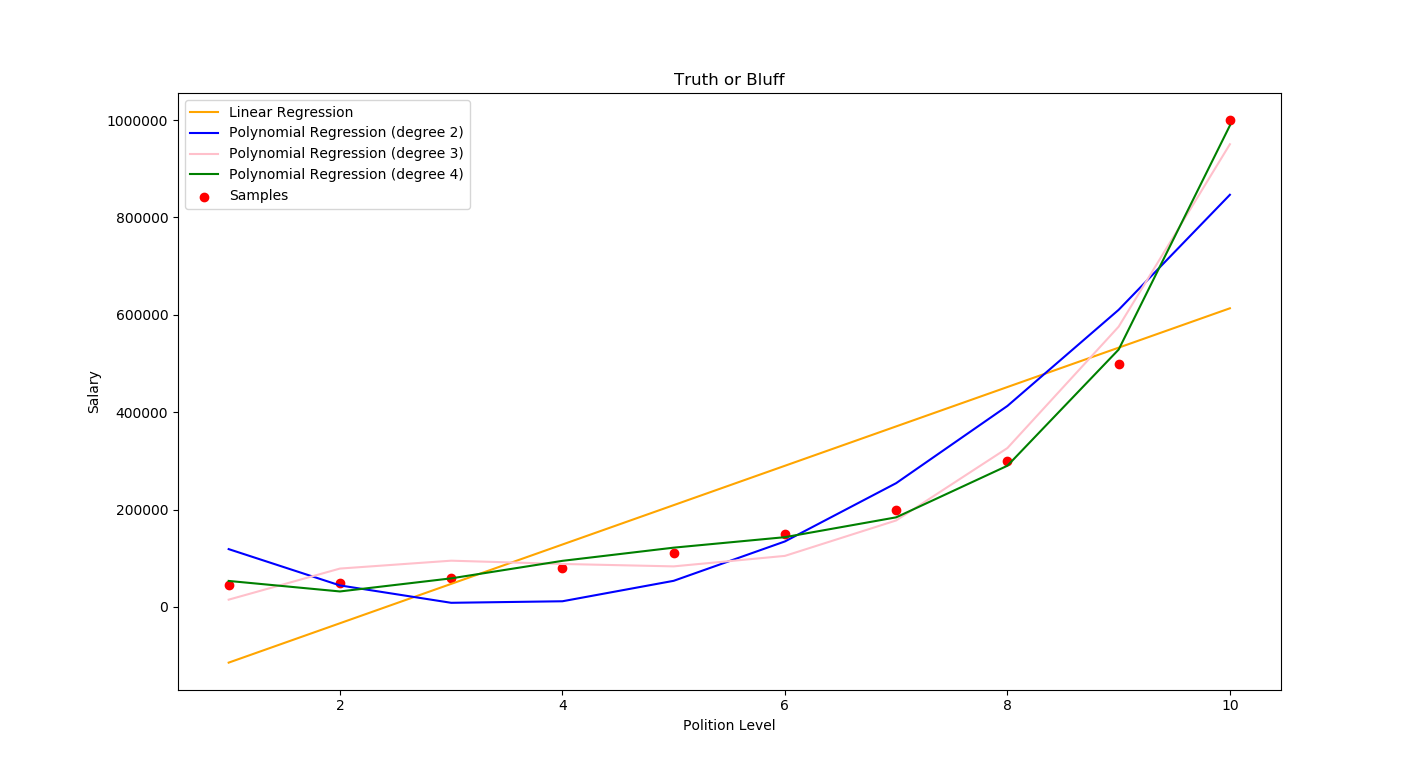 Truth or Bluff
Linear Regression
Polynomial Regression (degree 2)
Polynomial Regression (degree 3)
Polynomial Regression (degree 4)
Samples
1000000
800000
600000
400000
200000
0
Salary
2 4 6 8 10
Polition Level